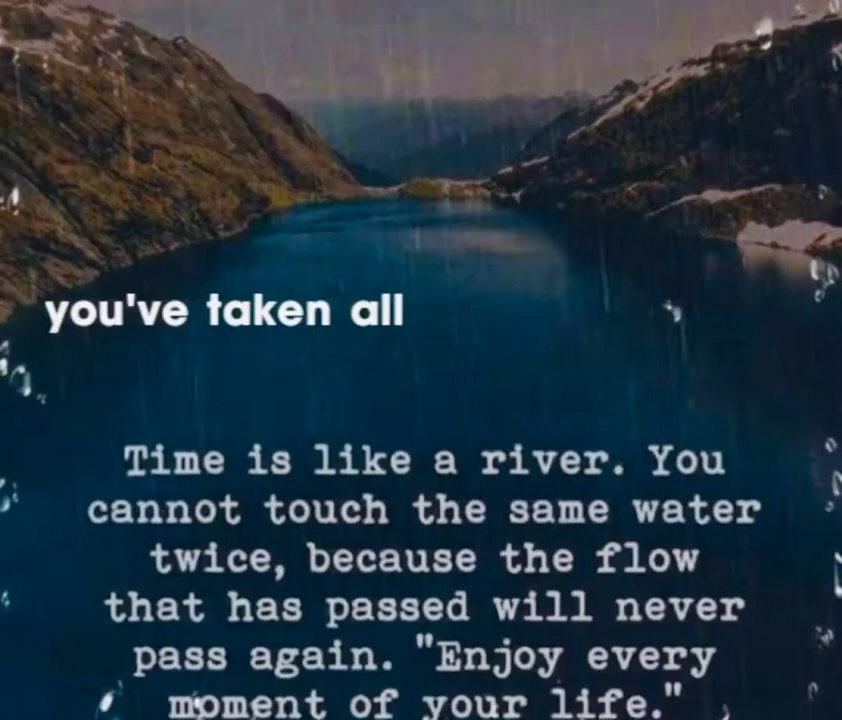 you've taken all
Time is like a river. You
cannot touch the same water
twice, because the flow
that has passed will never
pass again. "Enjoy every
moment of your life."